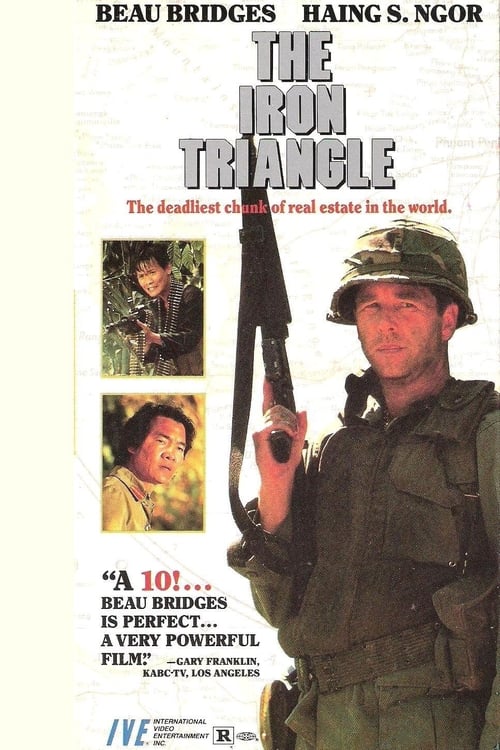 BEAU BRIDGES HAING S. NGOR
THE
IRON
TRIANGLE
The deadliest chunk of real estate in the world.
"A 10!...
BEAU BRIDGES
IS PERFECT...
A VERY POWERFUL
FILM."
—GARY FRANKLIN,
KABC-TV, LOS ANGELES
IVE
INTERNATIONAL
VIDEO
ENTERTAINMENT
INC.
R